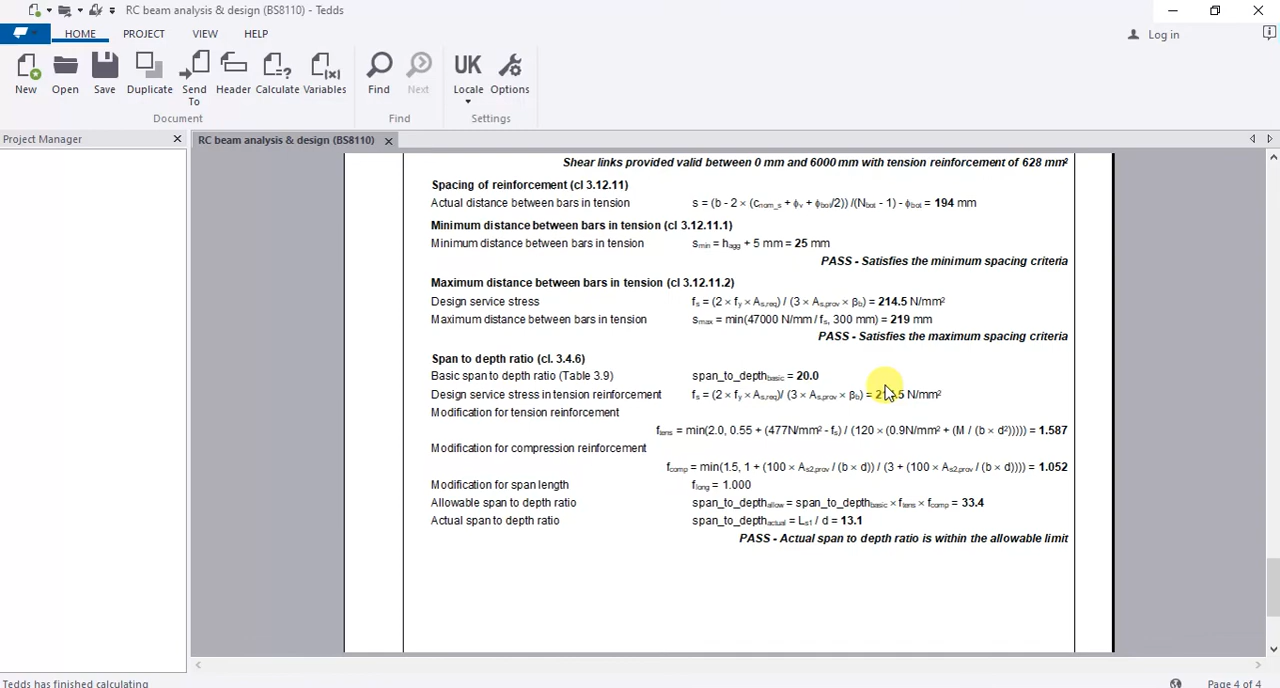 RC beam analysis & design (BS8110) - Tedds
HOME PROJECT VIEW HELP Log in
New Open Save Duplicate Send To Header Calculate Variables Find Next UK Locale Options
Document Find Settings
Project Manager RC beam analysis & design (BS8110)
Shear links provided valid between 0 mm and 6000 mm with tension reinforcement of 628 mm²
Spacing of reinforcement (cl 3.12.11)
Actual distance between bars in tension s = (b - 2 × (cnom_s + ϕv + ϕbot/2)) /(Nbot - 1) - ϕbot = 194 mm
Minimum distance between bars in tension (cl 3.12.11.1)
Minimum distance between bars in tension smin = hagg + 5 mm = 25 mm
PASS - Satisfies the minimum spacing criteria
Maximum distance between bars in tension (cl 3.12.11.2)
Design service stress fs = (2 × fy × As,req) / (3 × As,prov × βb) = 214.5 N/mm²
Maximum distance between bars in tension smax = min(47000 N/mm / fs, 300 mm) = 219 mm
PASS - Satisfies the maximum spacing criteria
Span to depth ratio (cl. 3.4.6)
Basic span to depth ratio (Table 3.9) span_to_depthbasic = 20.0
Design service stress in tension reinforcement fs = (2 × fy × As,req)/ (3 × As,prov × βb) = 214.5 N/mm²
Modification for tension reinforcement
ftens = min(2.0, 0.55 + (477N/mm² - fs) / (120 × (0.9N/mm² + (M / (b × d²))))) = 1.587
Modification for compression reinforcement
fcomp = min(1.5, 1 + (100 × As2,prov / (b × d)) / (3 + (100 × As2,prov / (b × d)))) = 1.052
Modification for span length flong = 1.000
Allowable span to depth ratio span_to_depthallow = span_to_depthbasic × ftens × fcomp = 33.4
Actual span to depth ratio span_to_depthactual = Ls1 / d = 13.1
PASS - Actual span to depth ratio is within the allowable limit
Tedds has finished calculating Page 4 of 4